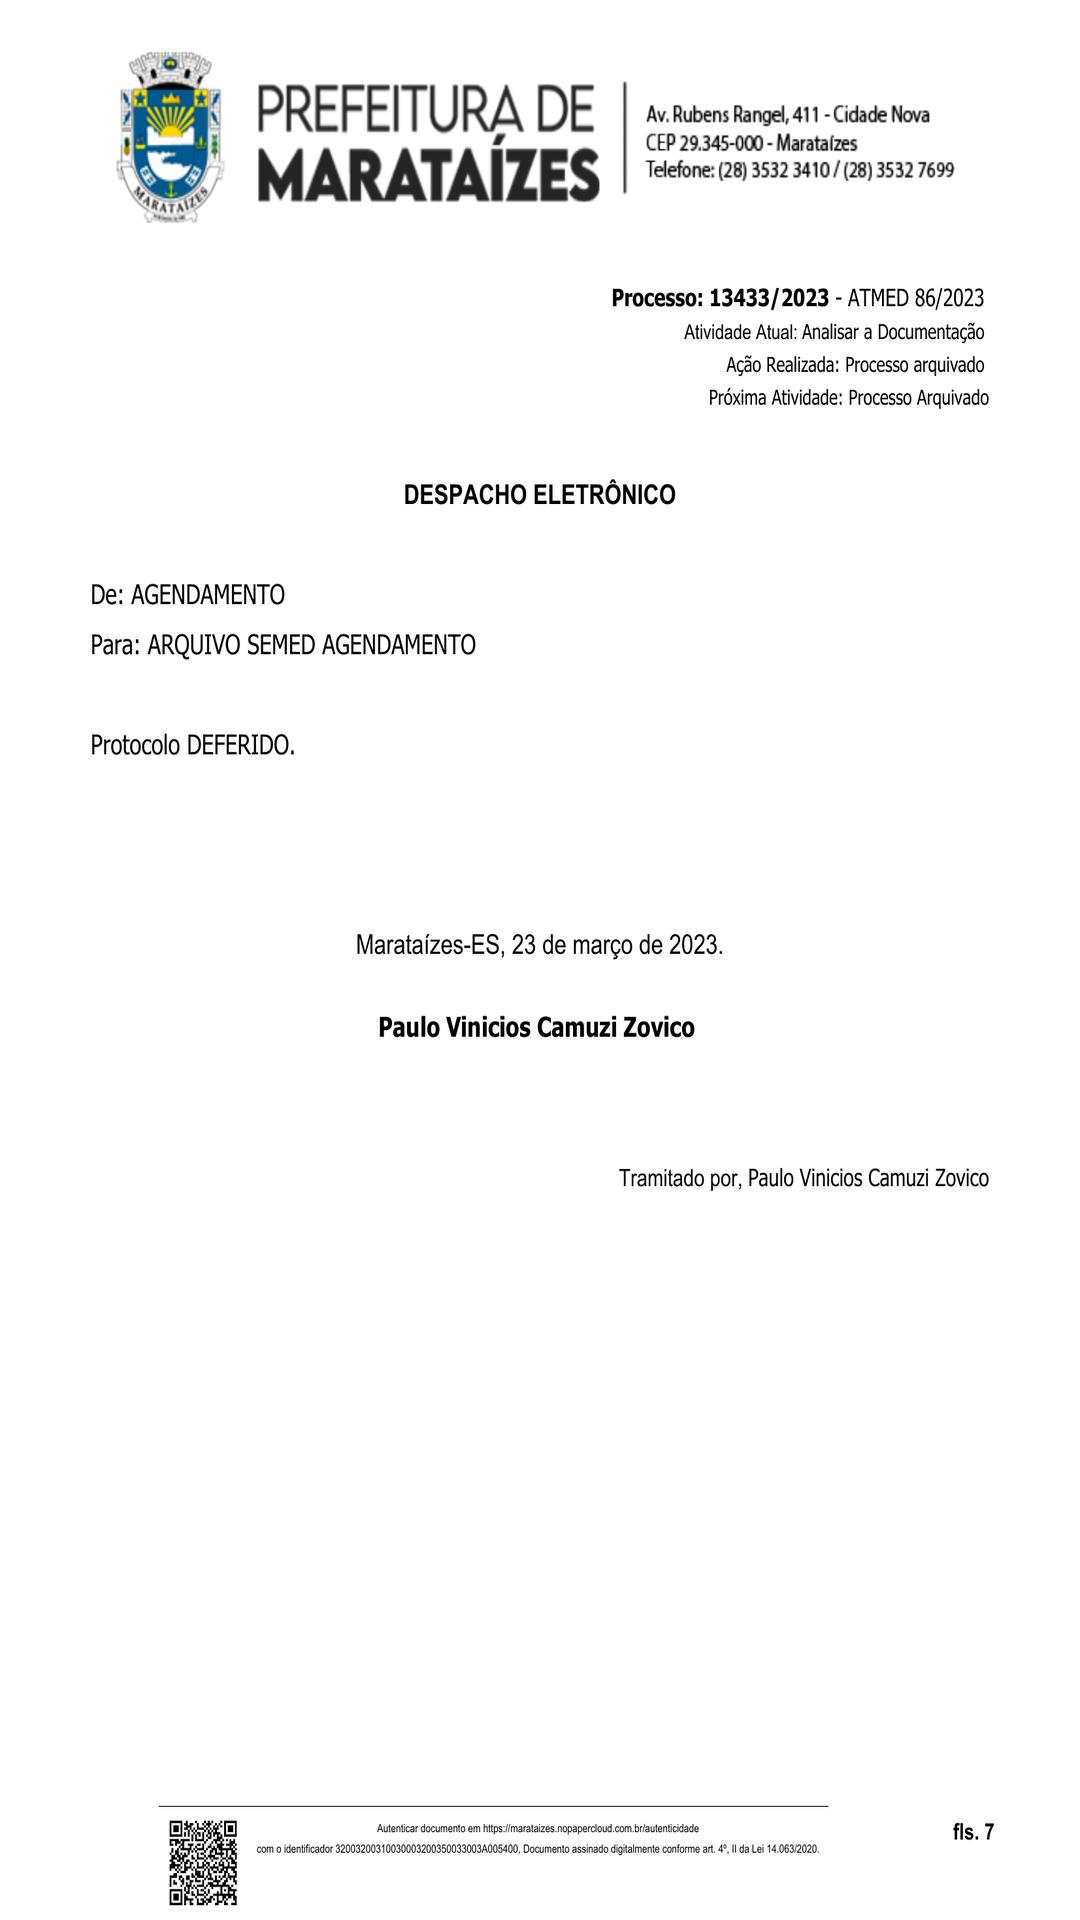 PREFEITURA DE
MARATAÍZES
Av. Rubens Rangel, 411 - Cidade Nova
CEP 29.345-000 - Marataízes
Telefone: (28) 3532 3410 / (28) 3532 7699
MARATAÍZES
Processo: 13433/2023 - ATMED 86/2023
Atividade Atual: Analisar a Documentação
Ação Realizada: Processo arquivado
Próxima Atividade: Processo Arquivado
DESPACHO ELETRÔNICO
De: AGENDAMENTO
Para: ARQUIVO SEMED AGENDAMENTO
Protocolo DEFERIDO.
Marataízes-ES, 23 de março de 2023.
Paulo Vinicios Camuzi Zovico
Tramitado por, Paulo Vinicios Camuzi Zovico
Autenticar documento em https://marataizes.nopapercloud.com.br/autenticidade
com o identificador 32003200310030003200350033003A005400, Documento assinado digitalmente conforme art. 4º, II da Lei 14.063/2020.
fls. 7